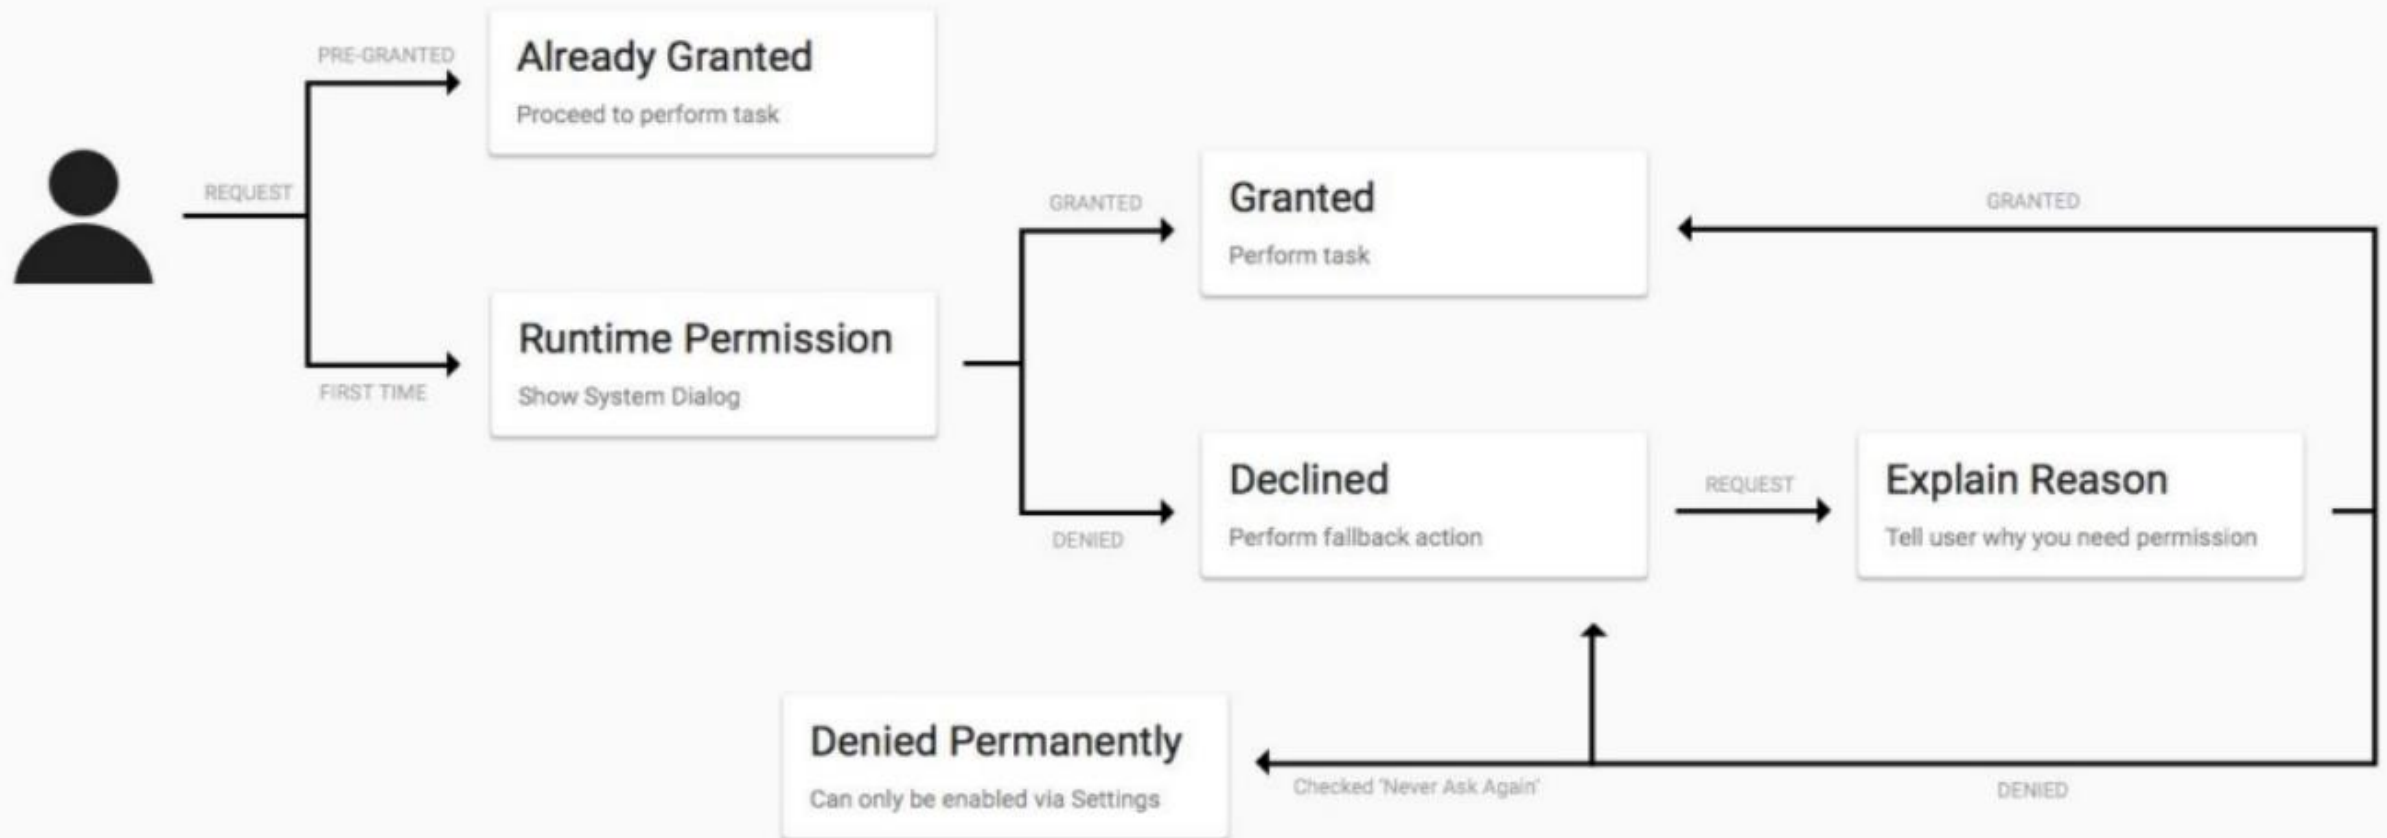 PRE-GRANTED
Already Granted
Proceed to perform task
REQUEST
FIRST TIME
Runtime Permission
Show System Dialog
GRANTED
Granted
Perform task
GRANTED
DENIED
Declined
Perform fallback action
REQUEST
Explain Reason
Tell user why you need permission
Denied Permanently
Can only be enabled via Settings
Checked 'Never Ask Again'
DENIED